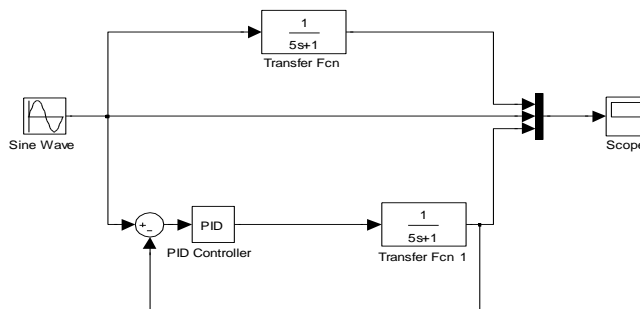 1
5s+1
Transfer Fcn
Sine Wave
Scope
+
−
PID
PID Controller
1
5s+1
Transfer Fcn 1